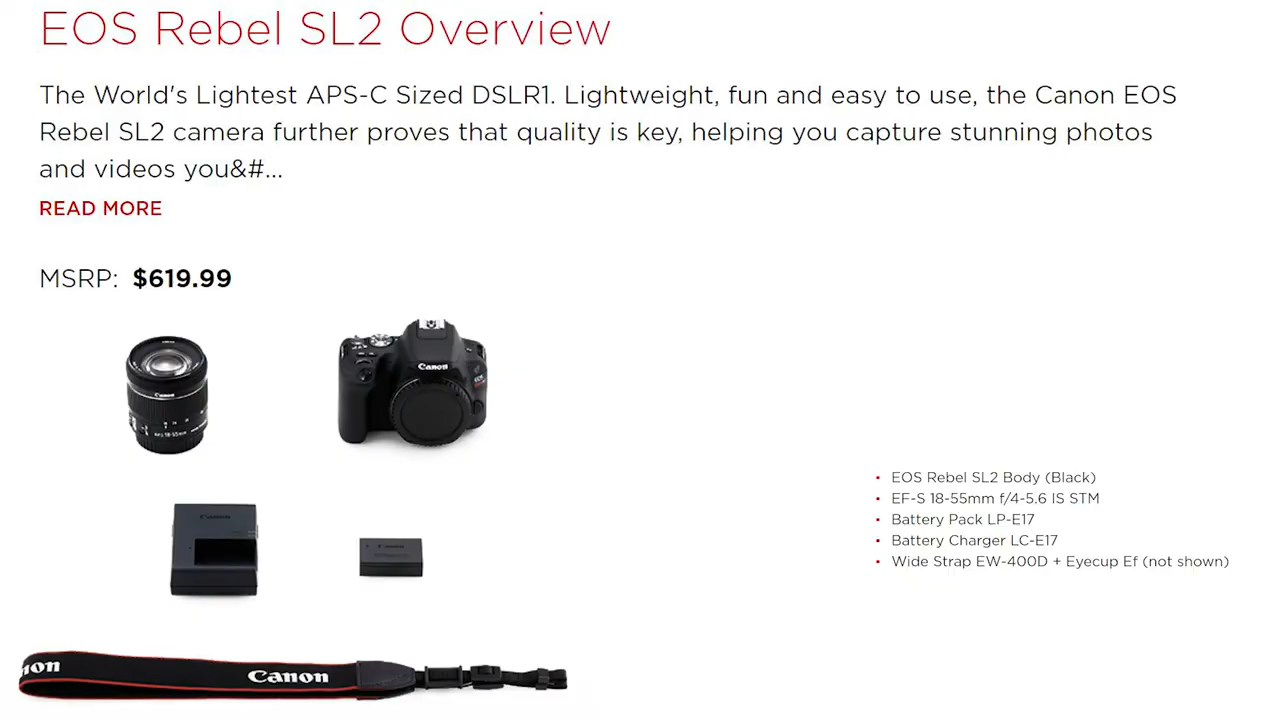 EOS Rebel SL2 Overview
The World's Lightest APS-C Sized DSLR1. Lightweight, fun and easy to use, the Canon EOS
Rebel SL2 camera further proves that quality is key, helping you capture stunning photos
and videos you&#...
READ MORE
MSRP: $619.99
Canon
Canon
EOS
Canon
Canon
EOS Rebel SL2 Body (Black)
EF-S 18-55mm f/4-5.6 IS STM
Battery Pack LP-E17
Battery Charger LC-E17
Wide Strap EW-400D + Eyecup Ef (not shown)
non
Canon